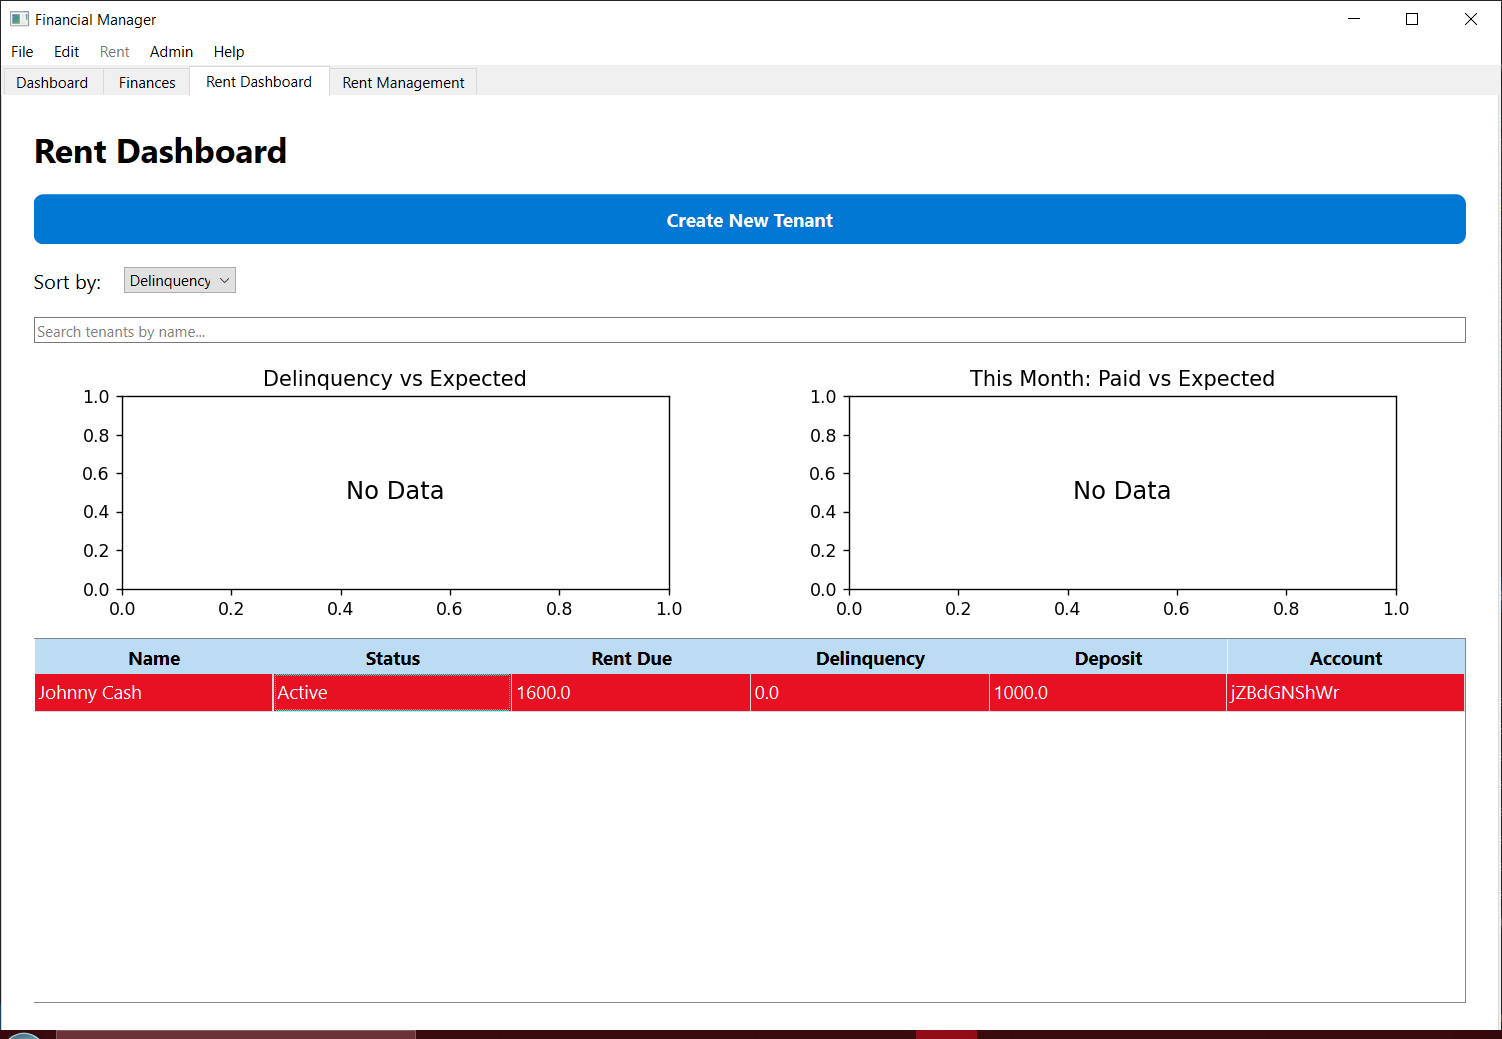 Financial Manager
File Edit Rent Admin Help
Dashboard Finances Rent Dashboard Rent Management
Rent Dashboard
Create New Tenant
Sort by: Delinquency
Search tenants by name...
Delinquency vs Expected
1.0
0.8
0.6
0.4
0.2
0.0
No Data
0.0 0.2 0.4 0.6 0.8 1.0
This Month: Paid vs Expected
1.0
0.8
0.6
0.4
0.2
0.0
No Data
0.0 0.2 0.4 0.6 0.8 1.0
Name Status Rent Due Delinquency Deposit Account
Johnny Cash Active 1600.0 0.0 1000.0 jZBdGNShWr